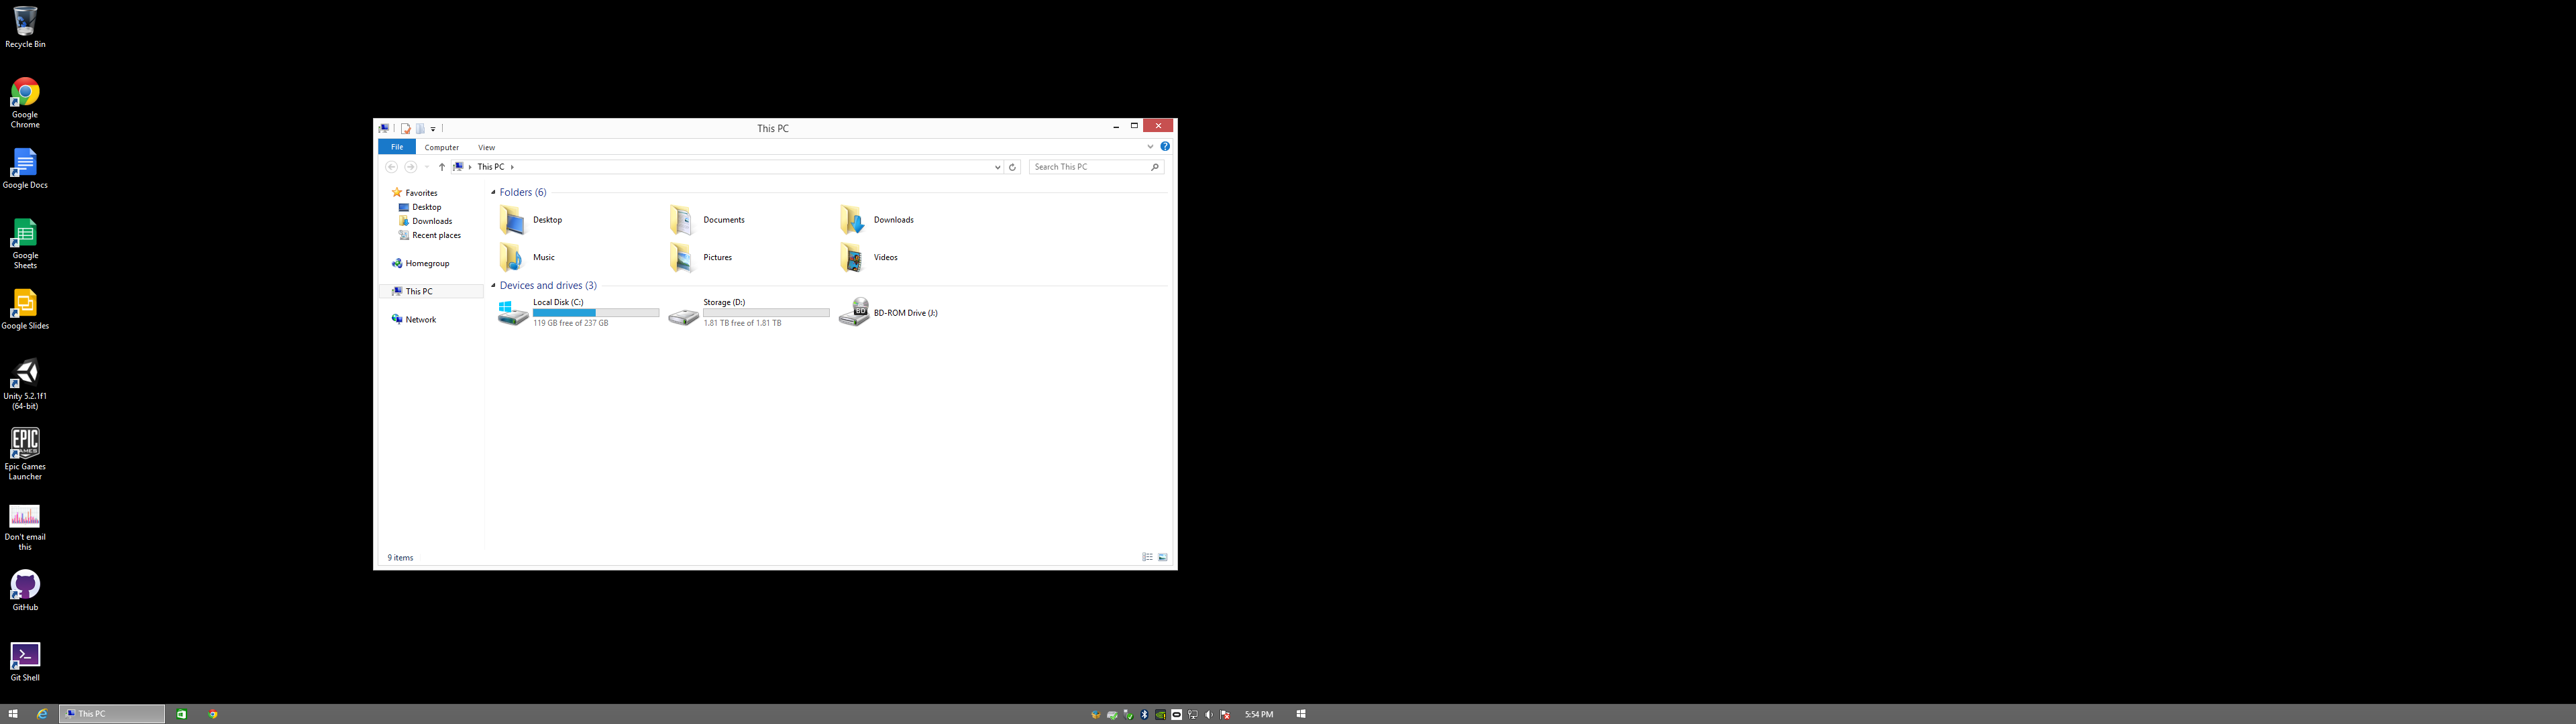 Recycle Bin
Google
Chrome
Google Docs
Google
Sheets
Google Slides
Unity 5.2.1f1
(64-bit)
EPIC
GAMES
Epic Games
Launcher
Don't email
this
GitHub
Git Shell
This PC
File Computer View
This PC
Search This PC
Favorites
Desktop
Downloads
Recent places
Homegroup
This PC
Network
Folders (6)
Desktop Documents Downloads
Music Pictures Videos
Devices and drives (3)
Local Disk (C:)
119 GB free of 237 GB
Storage (D:)
1.81 TB free of 1.81 TB
BD
BD-ROM Drive (J:)
9 items
This PC
5:54 PM